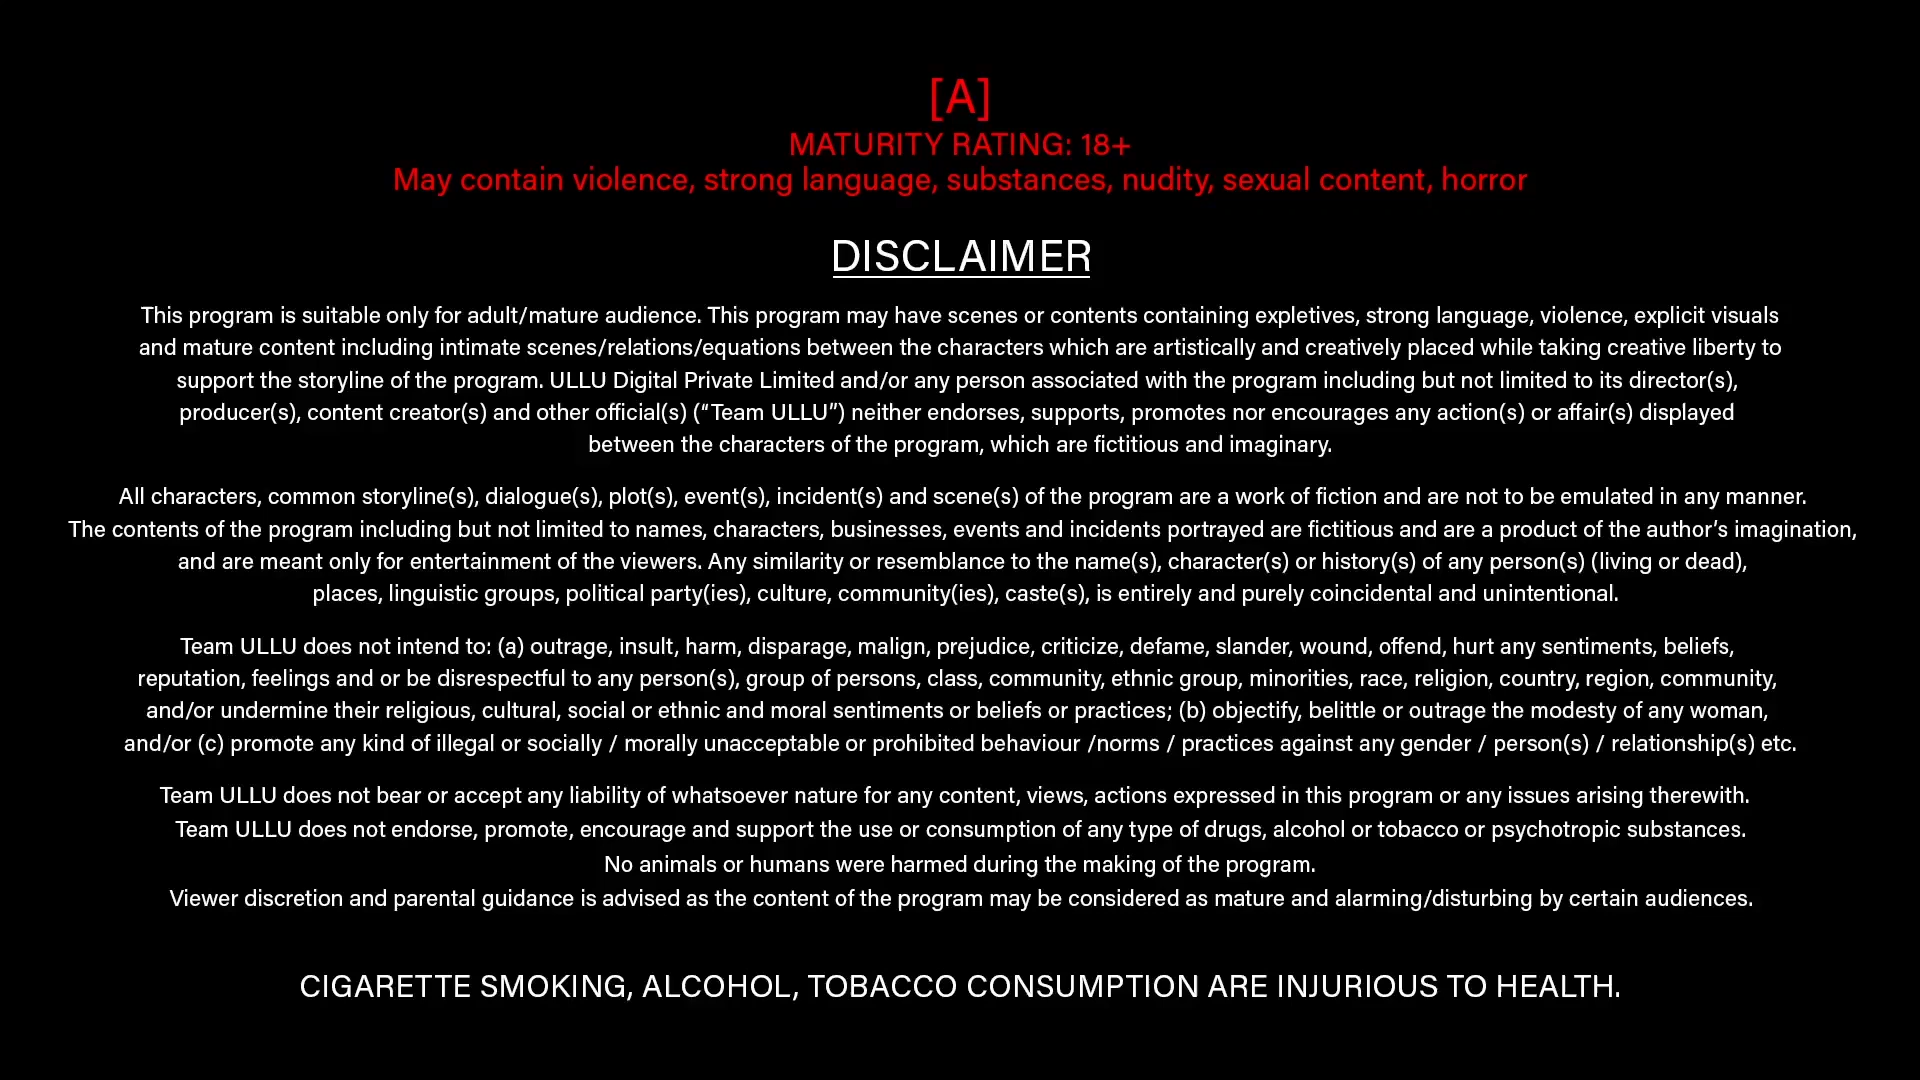 [A]
MATURITY RATING: 18+
May contain violence, strong language, substances, nudity, sexual content, horror
DISCLAIMER
This program is suitable only for adult/mature audience. This program may have scenes or contents containing expletives, strong language, violence, explicit visuals
and mature content including intimate scenes/relations/equations between the characters which are artistically and creatively placed while taking creative liberty to
support the storyline of the program. ULLU Digital Private Limited and/or any person associated with the program including but not limited to its director(s),
producer(s), content creator(s) and other official(s) (“Team ULLU”) neither endorses, supports, promotes nor encourages any action(s) or affair(s) displayed
between the characters of the program, which are fictitious and imaginary.
All characters, common storyline(s), dialogue(s), plot(s), event(s), incident(s) and scene(s) of the program are a work of fiction and are not to be emulated in any manner.
The contents of the program including but not limited to names, characters, businesses, events and incidents portrayed are fictitious and are a product of the author’s imagination,
and are meant only for entertainment of the viewers. Any similarity or resemblance to the name(s), character(s) or history(s) of any person(s) (living or dead),
places, linguistic groups, political party(ies), culture, community(ies), caste(s), is entirely and purely coincidental and unintentional.
Team ULLU does not intend to: (a) outrage, insult, harm, disparage, malign, prejudice, criticize, defame, slander, wound, offend, hurt any sentiments, beliefs,
reputation, feelings and or be disrespectful to any person(s), group of persons, class, community, ethnic group, minorities, race, religion, country, region, community,
and/or undermine their religious, cultural, social or ethnic and moral sentiments or beliefs or practices; (b) objectify, belittle or outrage the modesty of any woman,
and/or (c) promote any kind of illegal or socially / morally unacceptable or prohibited behaviour /norms / practices against any gender / person(s) / relationship(s) etc.
Team ULLU does not bear or accept any liability of whatsoever nature for any content, views, actions expressed in this program or any issues arising therewith.
Team ULLU does not endorse, promote, encourage and support the use or consumption of any type of drugs, alcohol or tobacco or psychotropic substances.
No animals or humans were harmed during the making of the program.
Viewer discretion and parental guidance is advised as the content of the program may be considered as mature and alarming/disturbing by certain audiences.
CIGARETTE SMOKING, ALCOHOL, TOBACCO CONSUMPTION ARE INJURIOUS TO HEALTH.